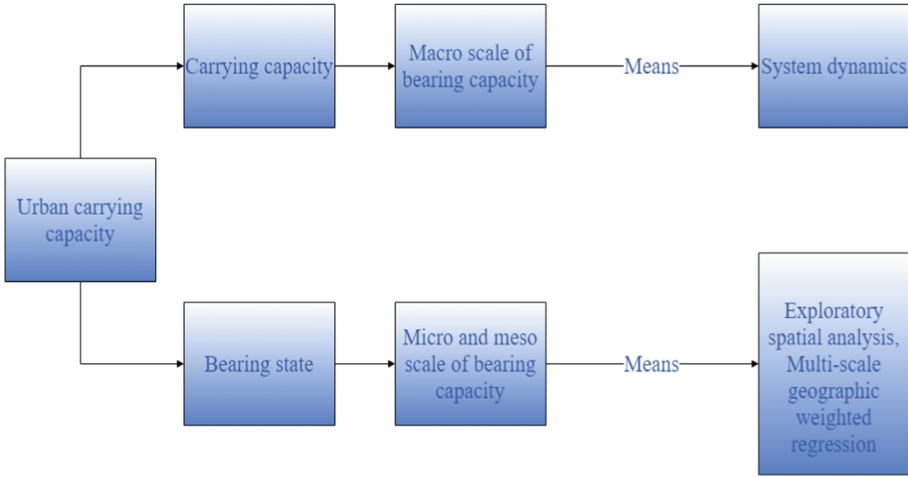 Carrying capacity
Macro scale of
bearing capacity
Means
System dynamics
Urban carrying
capacity
Bearing state
Micro and meso
scale of bearing
capacity
Means
Exploratory
spatial analysis,
Multi-scale
geographic
weighted
regression